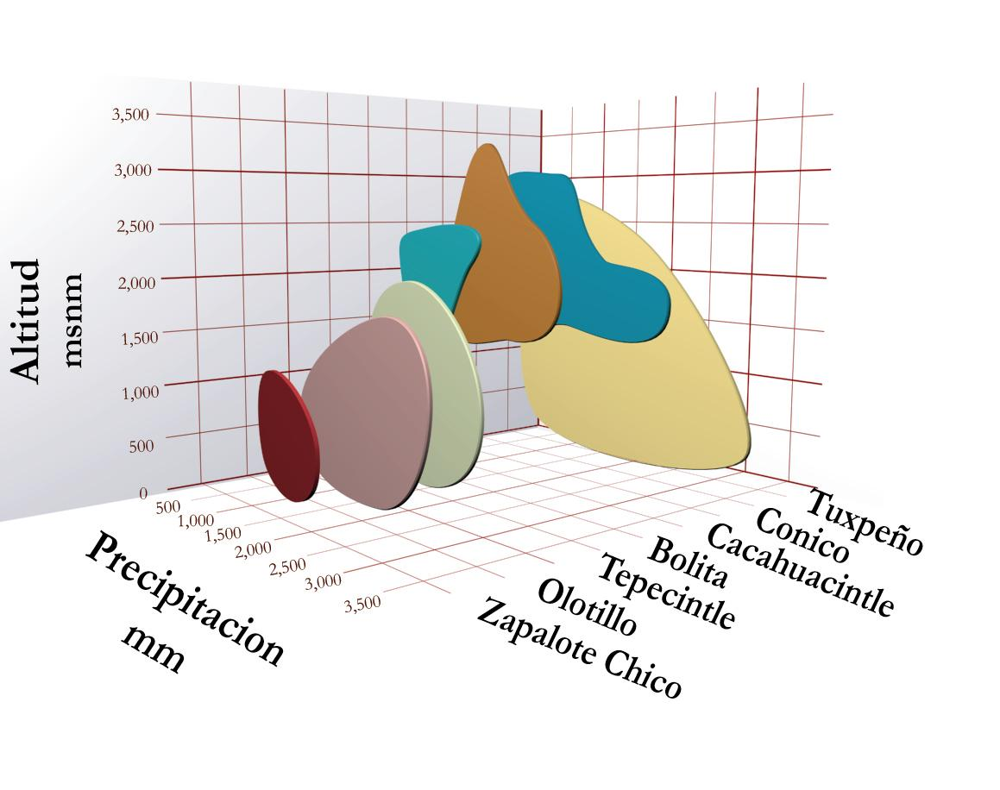 3,500
3,000
2,500
2,000
1,500
1,000
500
0
Altitud
msnm
500
1,000
1,500
2,000
2,500
3,000
3,500
Precipitacion
mm
Tuxpeño
Conico
Cacahuacintle
Bolita
Tepecintle
Olotillo
Zapalote Chico